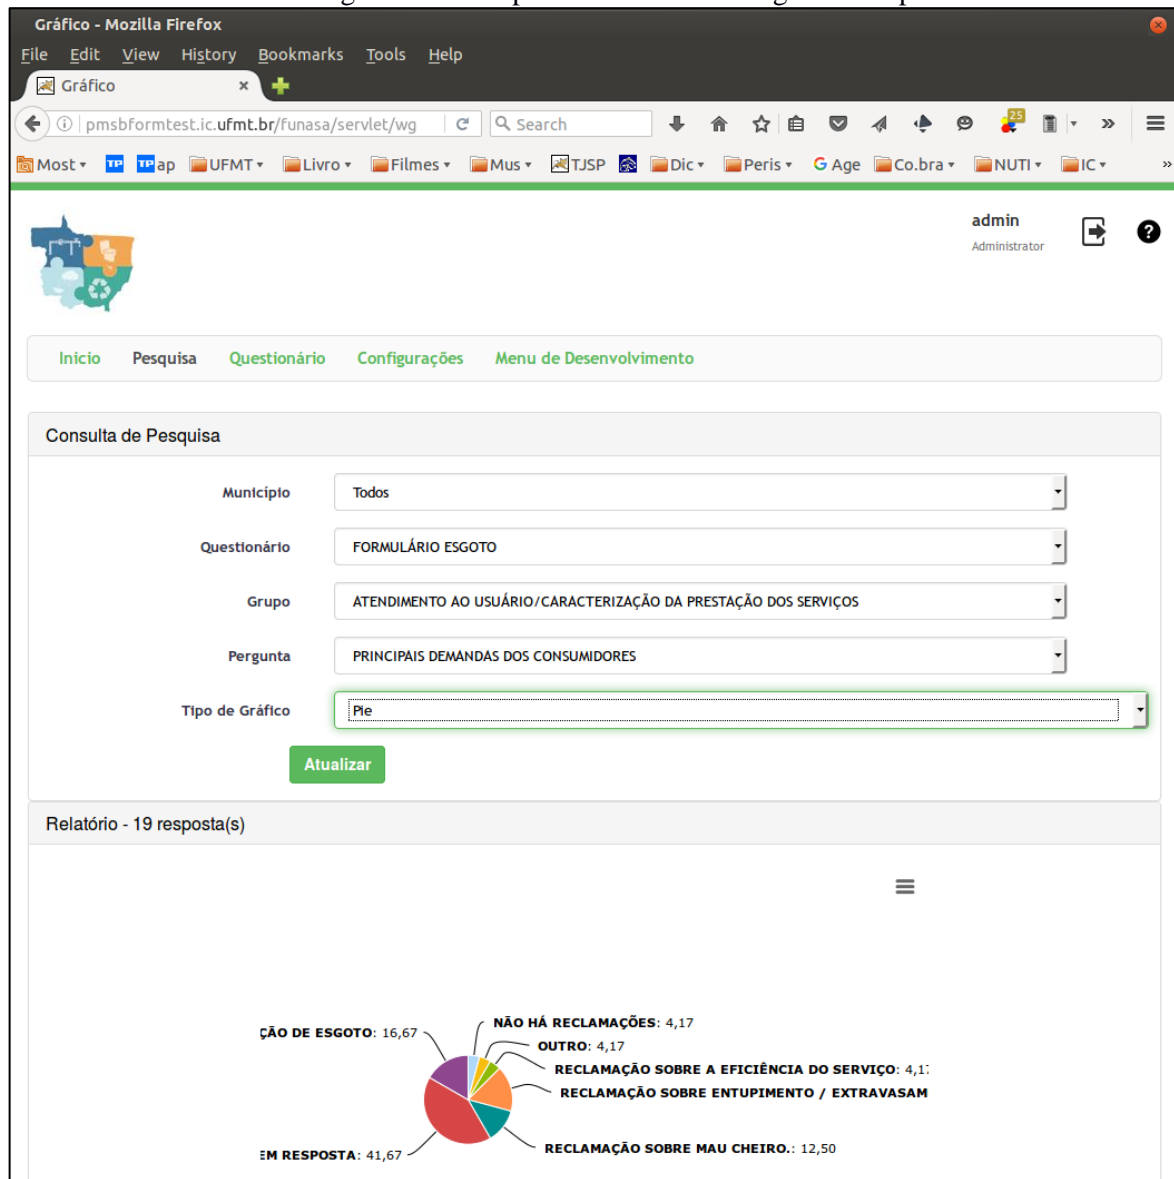 Gráfico - Mozilla Firefox
File Edit View History Bookmarks Tools Help
Gráfico
pmsbformtest.ic.ufmt.br/funasa/servlet/wg Search 25
Most TP TP ap UFMT Livro Filmes Mus TJSP Dic Peris G Age Co.bra NUTI IC »
admin
Administrator
Inicio Pesquisa Questionário Configurações Menu de Desenvolvimento
Consulta de Pesquisa
Município Todos
Questionário FORMULÁRIO ESGOTO
Grupo ATENDIMENTO AO USUÁRIO/CARACTERIZAÇÃO DA PRESTAÇÃO DOS SERVIÇOS
Pergunta PRINCIPAIS DEMANDAS DOS CONSUMIDORES
Tipo de Gráfico Pie
Atualizar
Relatório - 19 resposta(s)
NÃO HÁ RECLAMAÇÕES: 4,17
ÇÃO DE ESGOTO: 16,67
OUTRO: 4,17
RECLAMAÇÃO SOBRE A EFICIÊNCIA DO SERVIÇO: 4,17
RECLAMAÇÃO SOBRE ENTUPIMENTO / EXTRAVASAM
RECLAMAÇÃO SOBRE MAU CHEIRO.: 12,50
EM RESPOSTA: 41,67